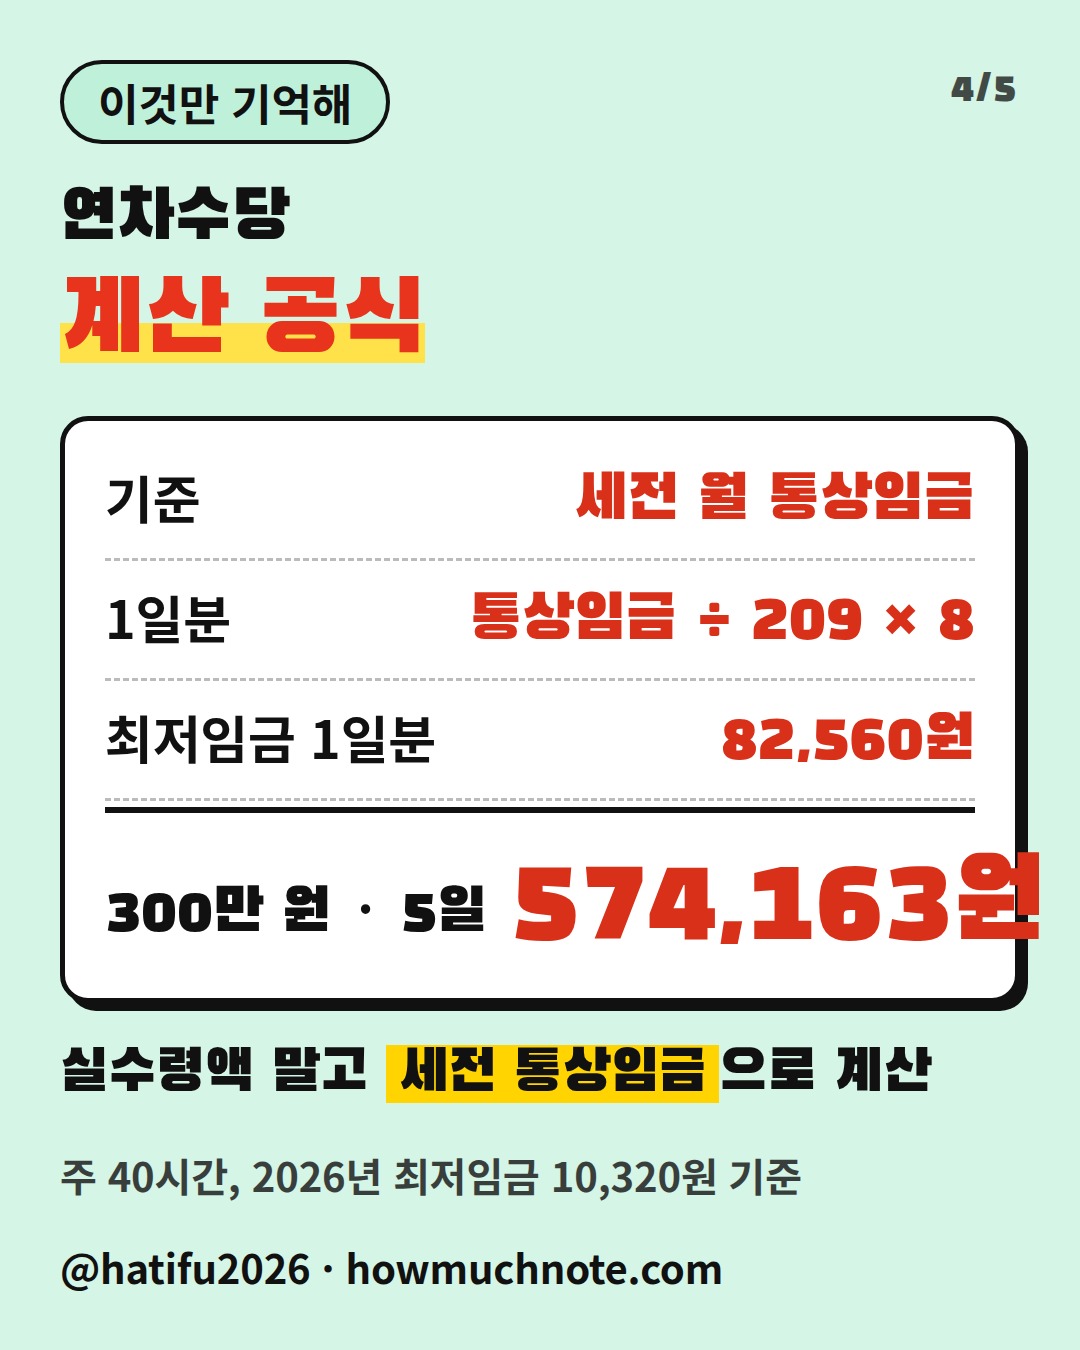 이것만 기억해
4/5
연차수당
계산 공식
기준 세전 월 통상임금
1일분 통상임금 ÷ 209 × 8
최저임금 1일분 82,560원
300만 원 · 5일 574,163원
실수령액 말고 세전 통상임금으로 계산
주 40시간, 2026년 최저임금 10,320원 기준
@hatifu2026 · howmuchnote.com